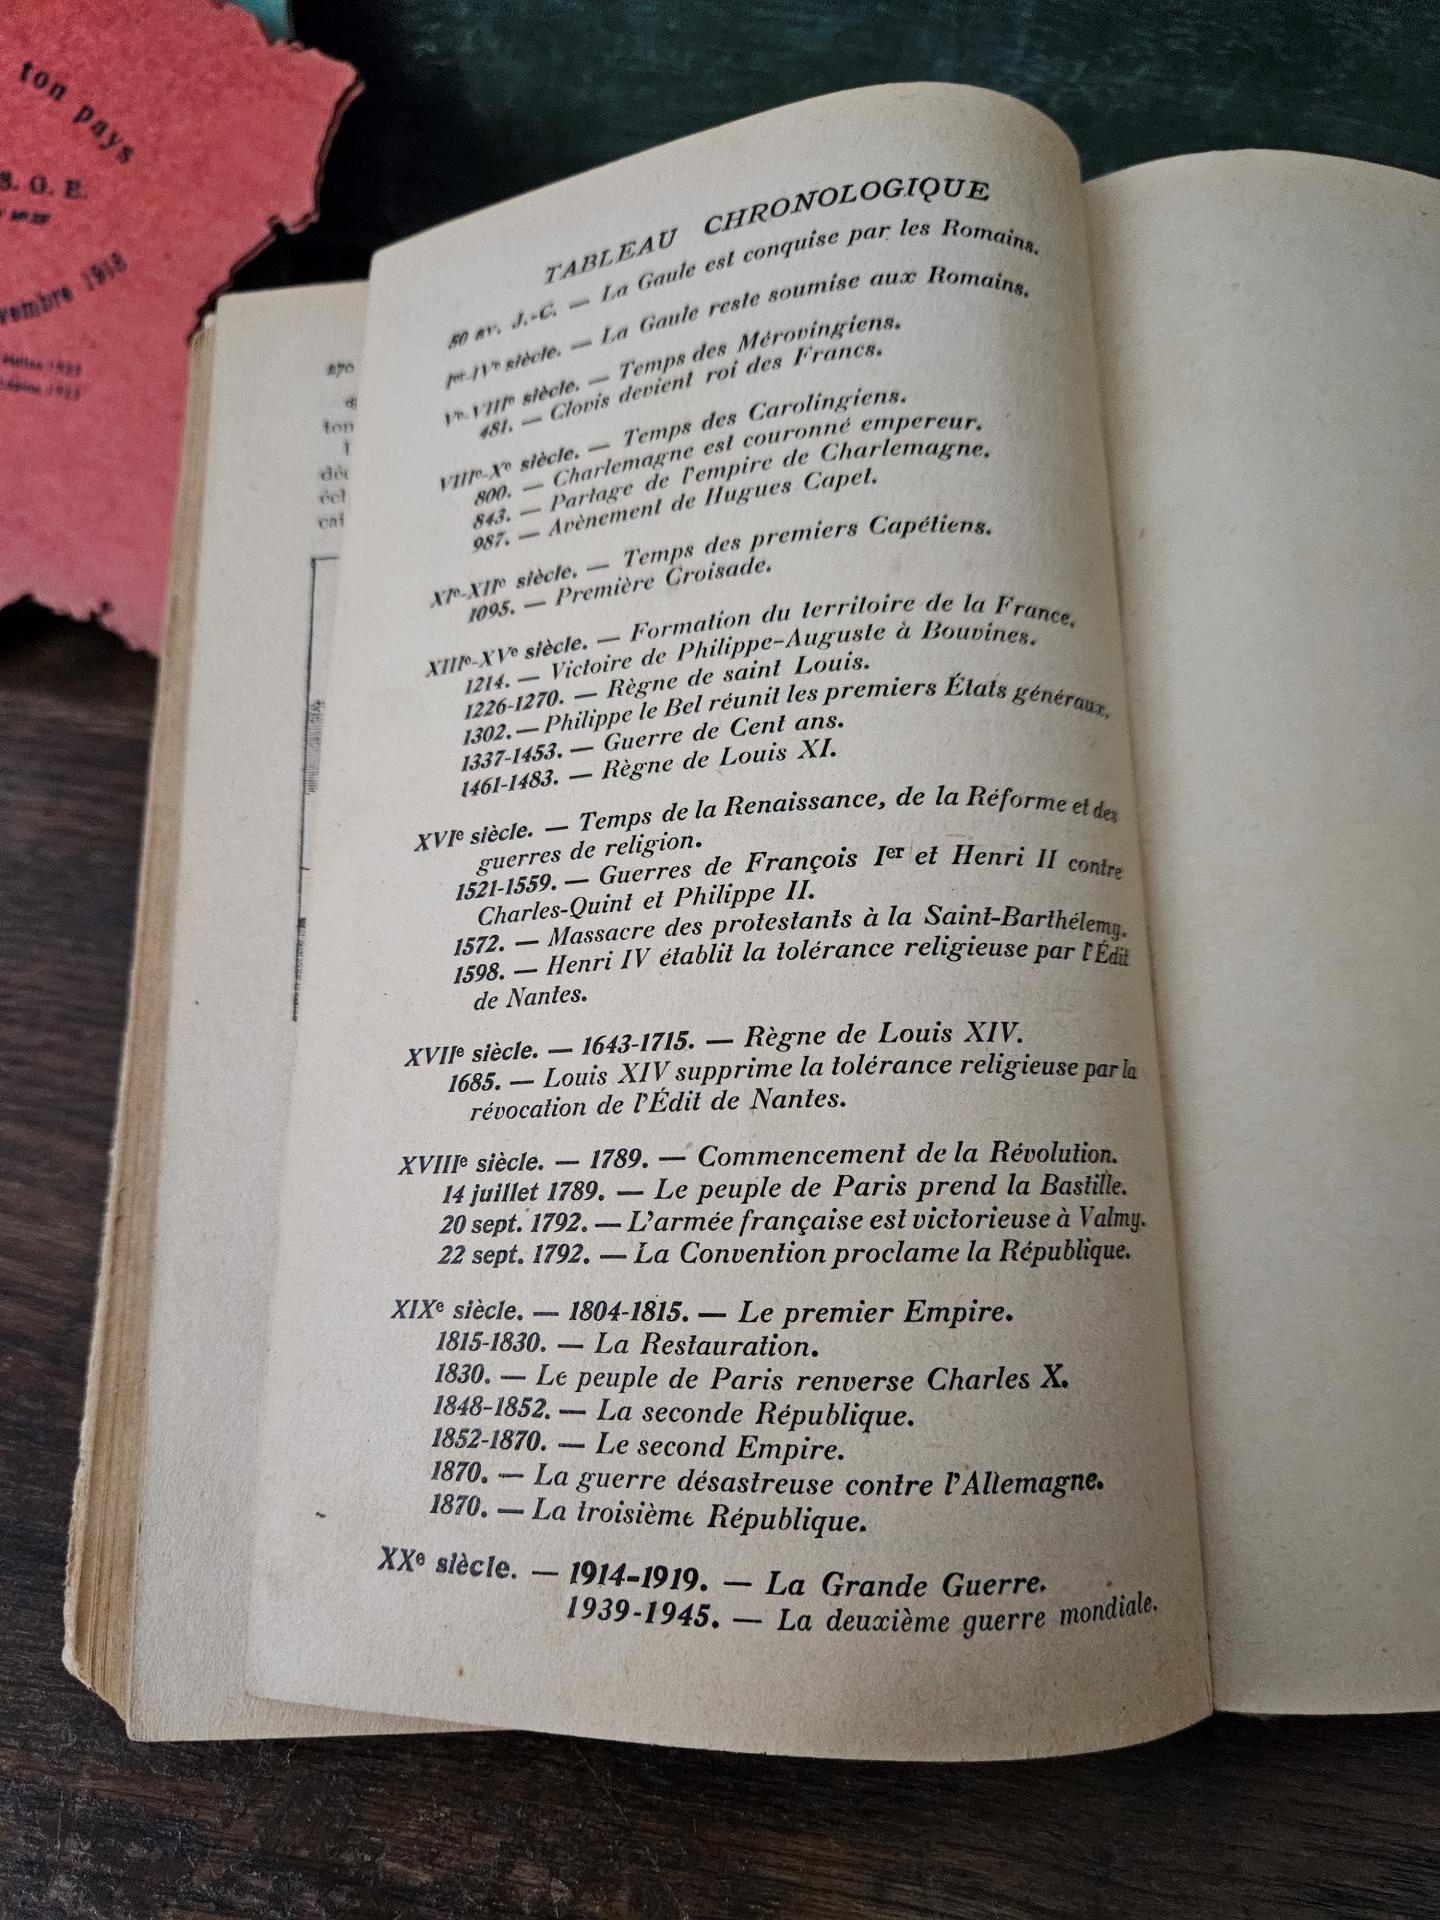 ton pays
S. G. E.
vembre 1918
270
ton
déc
écl
cai
TABLEAU CHRONOLOGIQUE
50 av. J.-C. — La Gaule est conquise par les Romains.
Ier-IVe siècle. — La Gaule reste soumise aux Romains.
Ve-VIIIe siècle. — Temps des Mérovingiens.
481. — Clovis devient roi des Francs.
VIIIe-Xe siècle. — Temps des Carolingiens.
800. — Charlemagne est couronné empereur.
843. — Partage de l'empire de Charlemagne.
987. — Avènement de Hugues Capet.
XIe-XIIe siècle. — Temps des premiers Capétiens.
1095. — Première Croisade.
XIIIe-XVe siècle. — Formation du territoire de la France.
1214. — Victoire de Philippe-Auguste à Bouvines.
1226-1270. — Règne de saint Louis.
1302. — Philippe le Bel réunit les premiers États généraux.
1337-1453. — Guerre de Cent ans.
1461-1483. — Règne de Louis XI.
XVIe siècle. — Temps de la Renaissance, de la Réforme et des
guerres de religion.
1521-1559. — Guerres de François Ier et Henri II contre
Charles-Quint et Philippe II.
1572. — Massacre des protestants à la Saint-Barthélemy.
1598. — Henri IV établit la tolérance religieuse par l'Édit
de Nantes.
XVIIe siècle. — 1643-1715. — Règne de Louis XIV.
1685. — Louis XIV supprime la tolérance religieuse par la
révocation de l'Édit de Nantes.
XVIIIe siècle. — 1789. — Commencement de la Révolution.
14 juillet 1789. — Le peuple de Paris prend la Bastille.
20 sept. 1792. — L'armée française est victorieuse à Valmy.
22 sept. 1792. — La Convention proclame la République.
XIXe siècle. — 1804-1815. — Le premier Empire.
1815-1830. — La Restauration.
1830. — Le peuple de Paris renverse Charles X.
1848-1852. — La seconde République.
1852-1870. — Le second Empire.
1870. — La guerre désastreuse contre l'Allemagne.
1870. — La troisième République.
XXe siècle. — 1914-1919. — La Grande Guerre.
1939-1945. — La deuxième guerre mondiale.